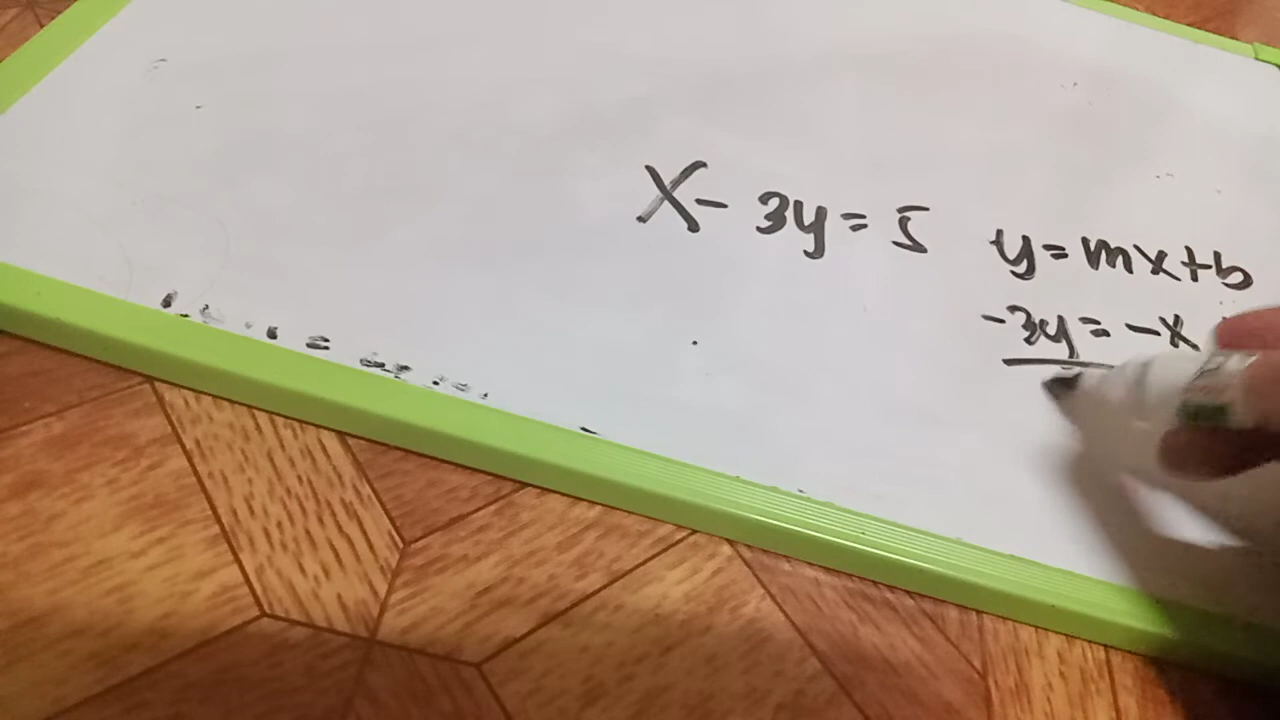 X - 3y = 5
y = mx + b
-3y = -x